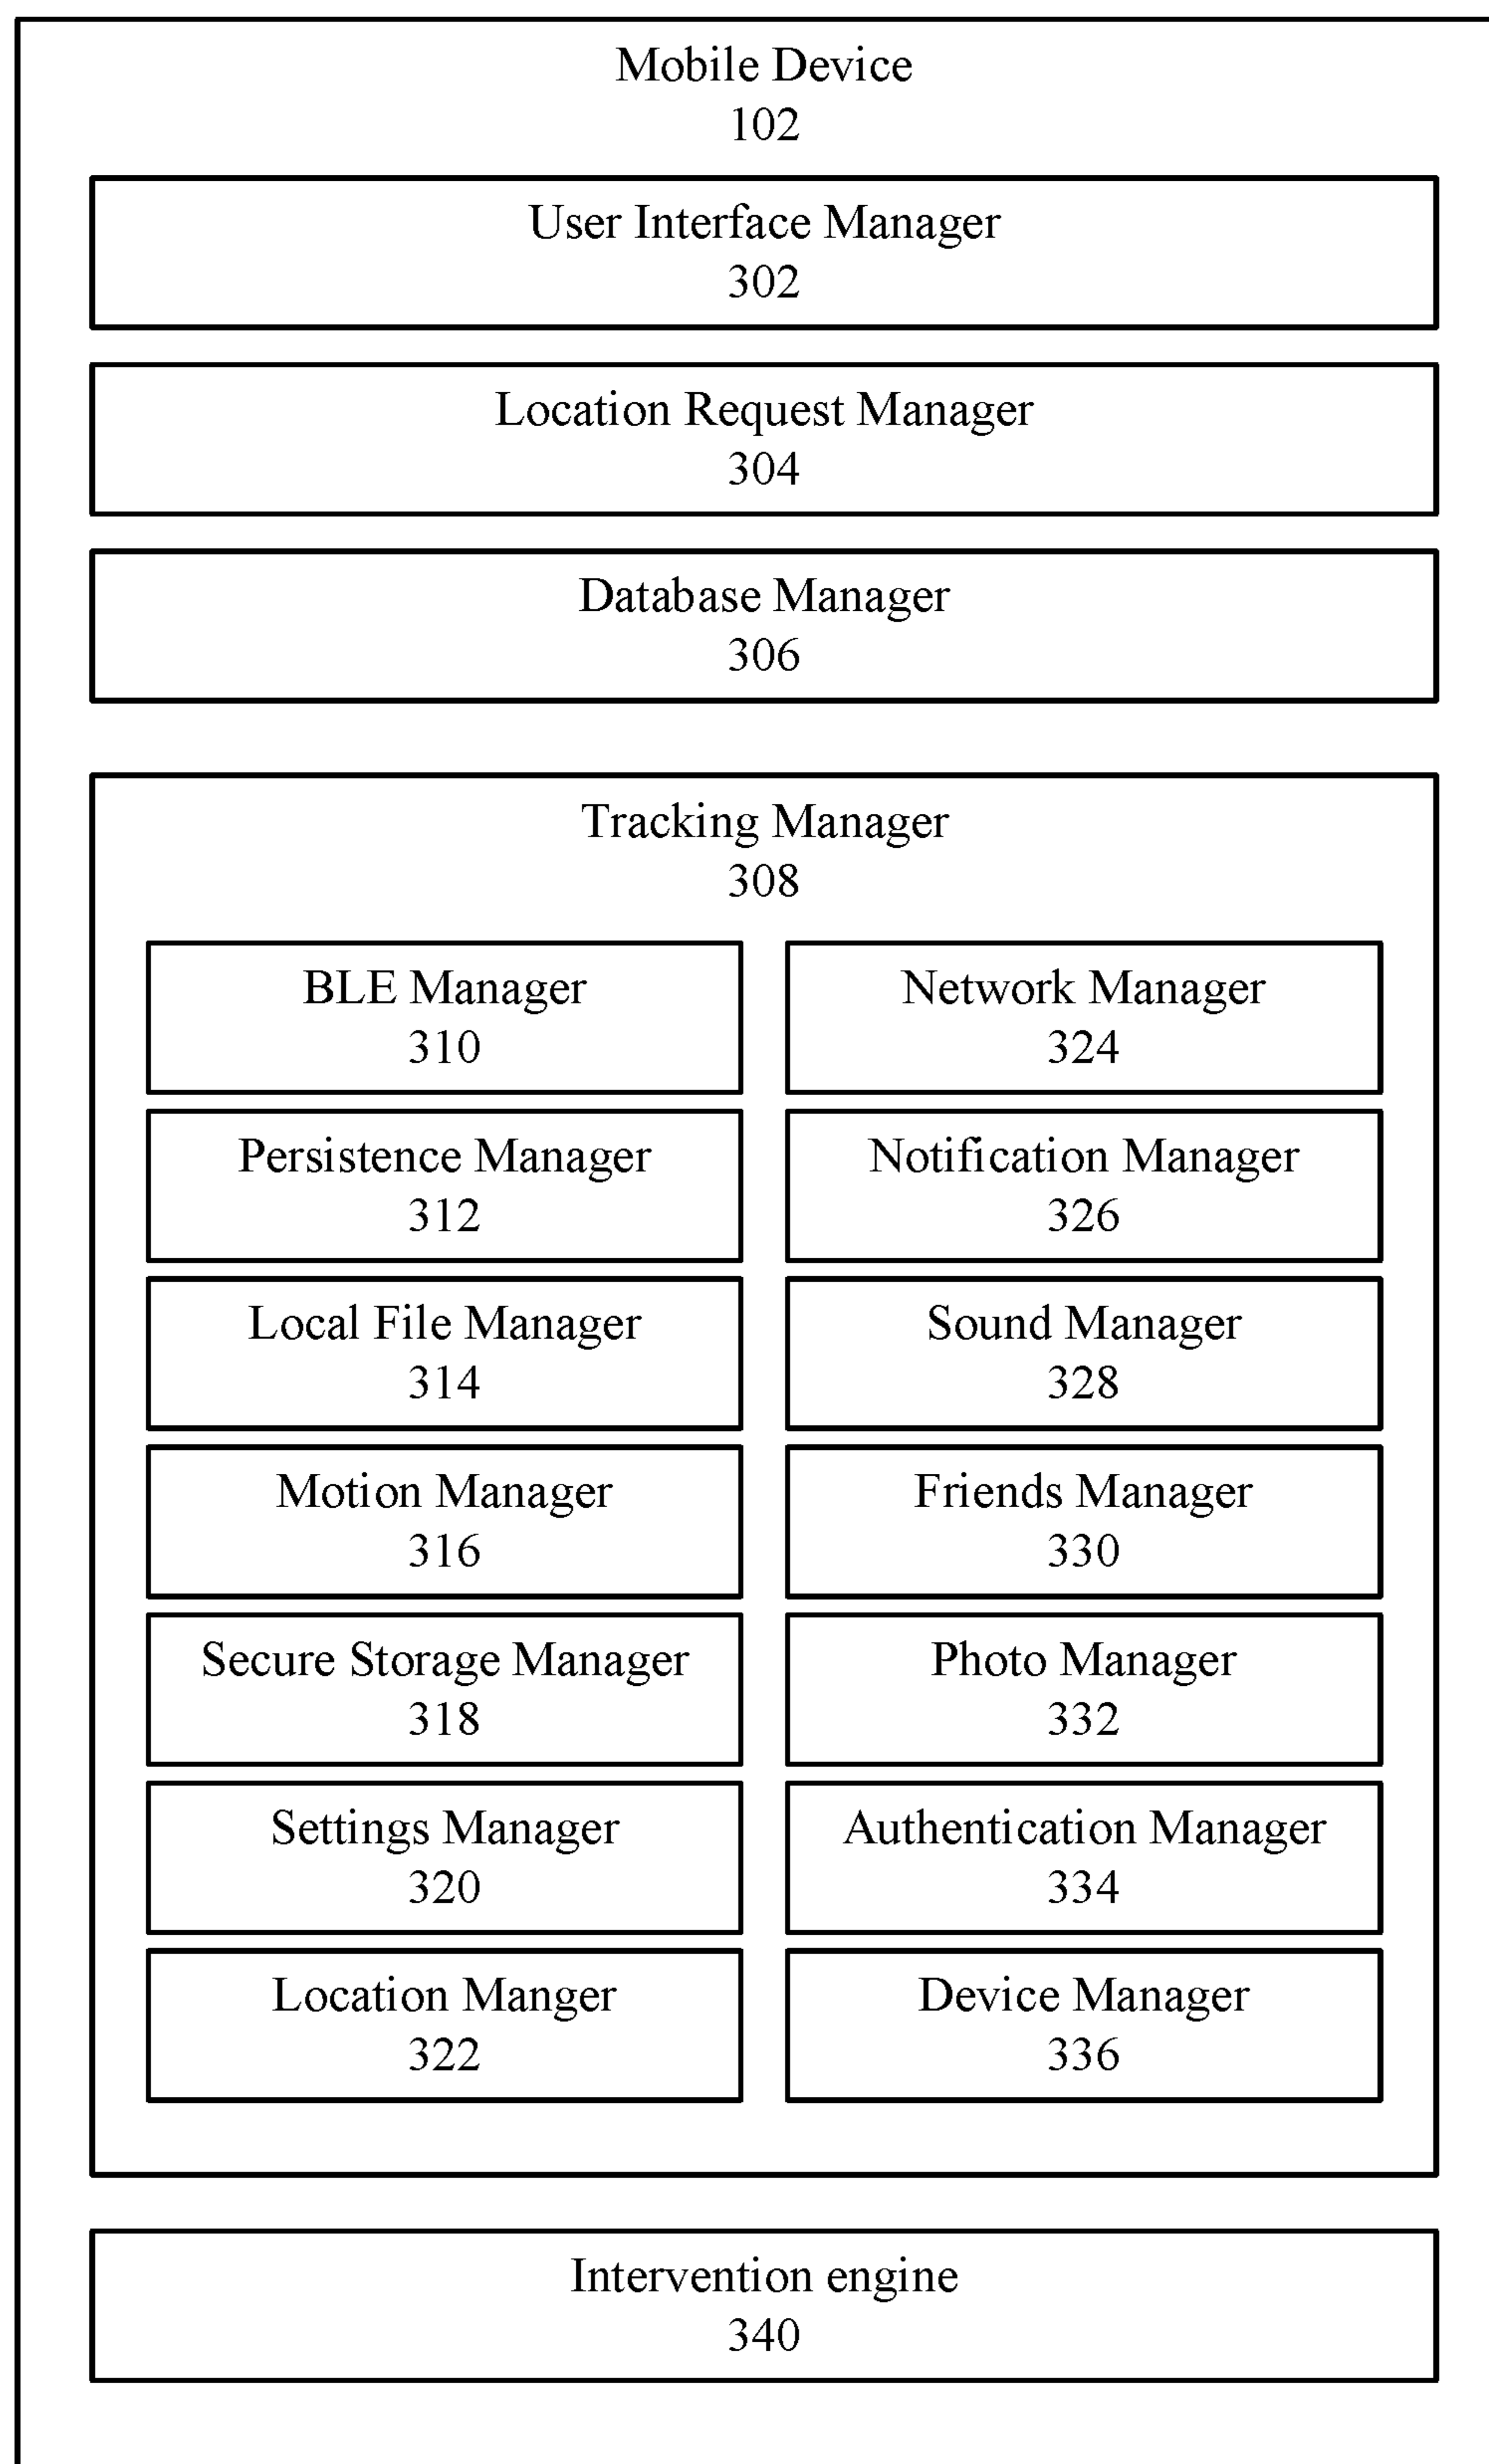 Mobile Device
102
User Interface Manager
302
Location Request Manager
304
Database Manager
306
Tracking Manager
308
BLE Manager
310
Network Manager
324
Persistence Manager
312
Notification Manager
326
Local File Manager
314
Sound Manager
328
Motion Manager
316
Friends Manager
330
Secure Storage Manager
318
Photo Manager
332
Settings Manager
320
Authentication Manager
334
Location Manger
322
Device Manager
336
Intervention engine
340